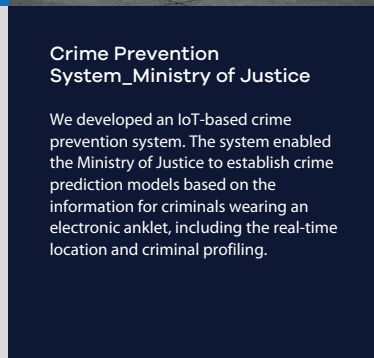 Crime Prevention
System_Ministry of Justice
We developed an IoT-based crime
prevention system. The system enabled
the Ministry of Justice to establish crime
prediction models based on the
information for criminals wearing an
electronic anklet, including the real-time
location and criminal profiling.